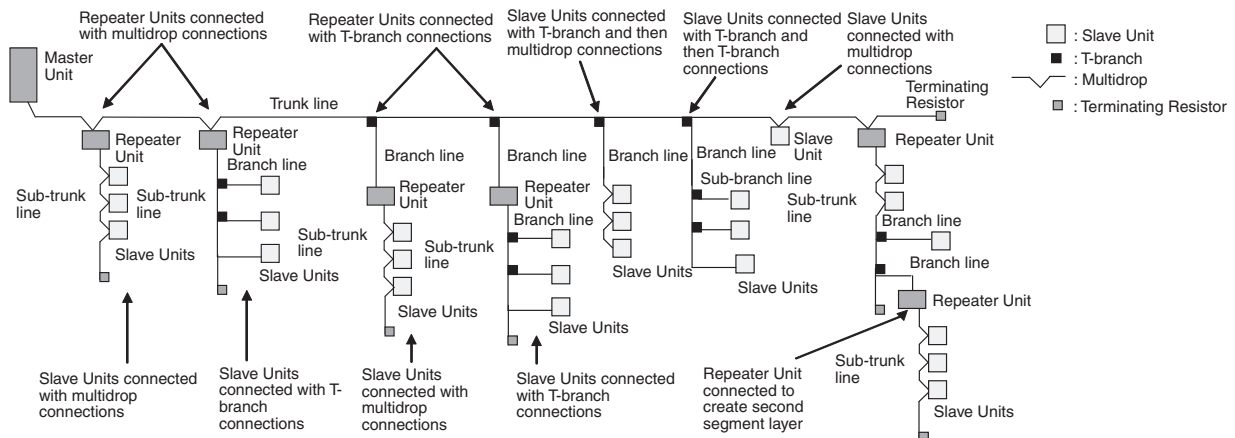 Repeater Units connected
with multidrop connections
Repeater Units connected
with T-branch connections
Slave Units connected
with T-branch and then
multidrop connections
Slave Units connected
with T-branch and
then T-branch
connections
Slave Units
connected with
multidrop
connections
: Slave Unit
: T-branch
: Multidrop
: Terminating Resistor
Master
Unit
Trunk line
Terminating
Resistor
Repeater
Unit
Repeater
Unit
Branch line
Sub-trunk
line
Sub-trunk
line
Slave Units
Slave Units
Branch line
Repeater
Unit
Sub-trunk
line
Sub-trunk
line
Slave Units
Branch line
Repeater
Unit
Branch line
Slave Units
Branch line
Slave Units
Branch line
Sub-branch line
Slave Units
Slave
Unit
Repeater Unit
Sub-trunk
line
Branch line
Branch line
Repeater Unit
Sub-trunk
line
Slave Units
Slave Units connected
with multidrop
connections
Slave Units
connected with T-
branch
connections
Slave Units
connected with
multidrop
connections
Slave Units connected
with T-branch
connections
Repeater Unit
connected to
create second
segment layer